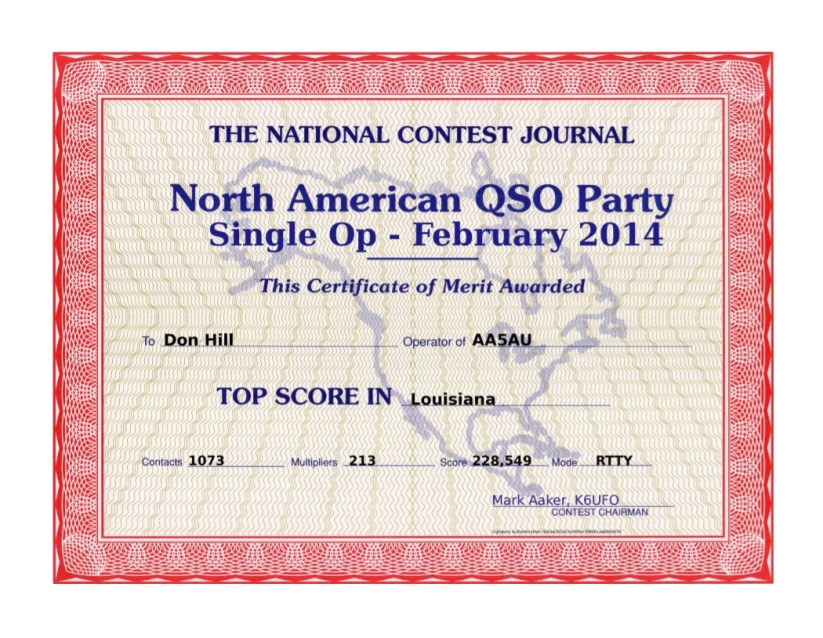 THE NATIONAL CONTEST JOURNAL
North American QSO Party
Single Op - February 2014
This Certificate of Merit Awarded
To Don Hill Operator of AA5AU
TOP SCORE IN Louisiana
Contacts 1073 Multipliers 213 Score 228,549 Mode RTTY
Mark Aaker, K6UFO
CONTEST CHAIRMAN